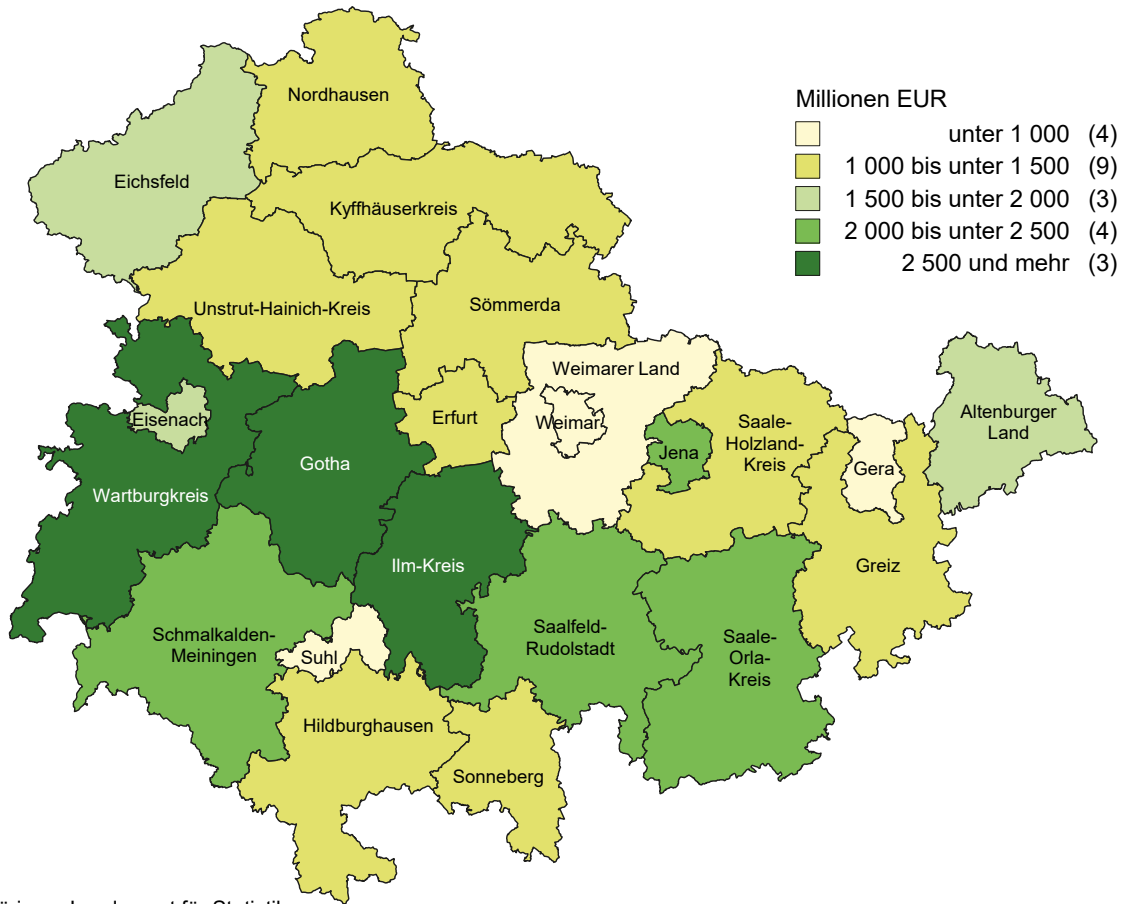 Millionen EUR
unter 1 000 (4)
1 000 bis unter 1 500 (9)
1 500 bis unter 2 000 (3)
2 000 bis unter 2 500 (4)
2 500 und mehr (3)
Nordhausen
Eichsfeld
Kyffhäuserkreis
Unstrut-Hainich-Kreis
Sömmerda
Weimarer Land
Eisenach
Erfurt
Weimar
Saale-
Holzland-
Kreis
Altenburger
Land
Jena
Gotha
Gera
Wartburgkreis
Ilm-Kreis
Greiz
Schmalkalden-
Meiningen
Suhl
Saalfeld-
Rudolstadt
Saale-
Orla-
Kreis
Hildburghausen
Sonneberg